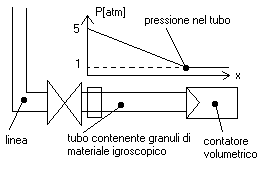 P[atm]
pressione nel tubo
5
1
x
linea
tubo contenente granuli di
materiale igroscopico
contatore
volumetrico